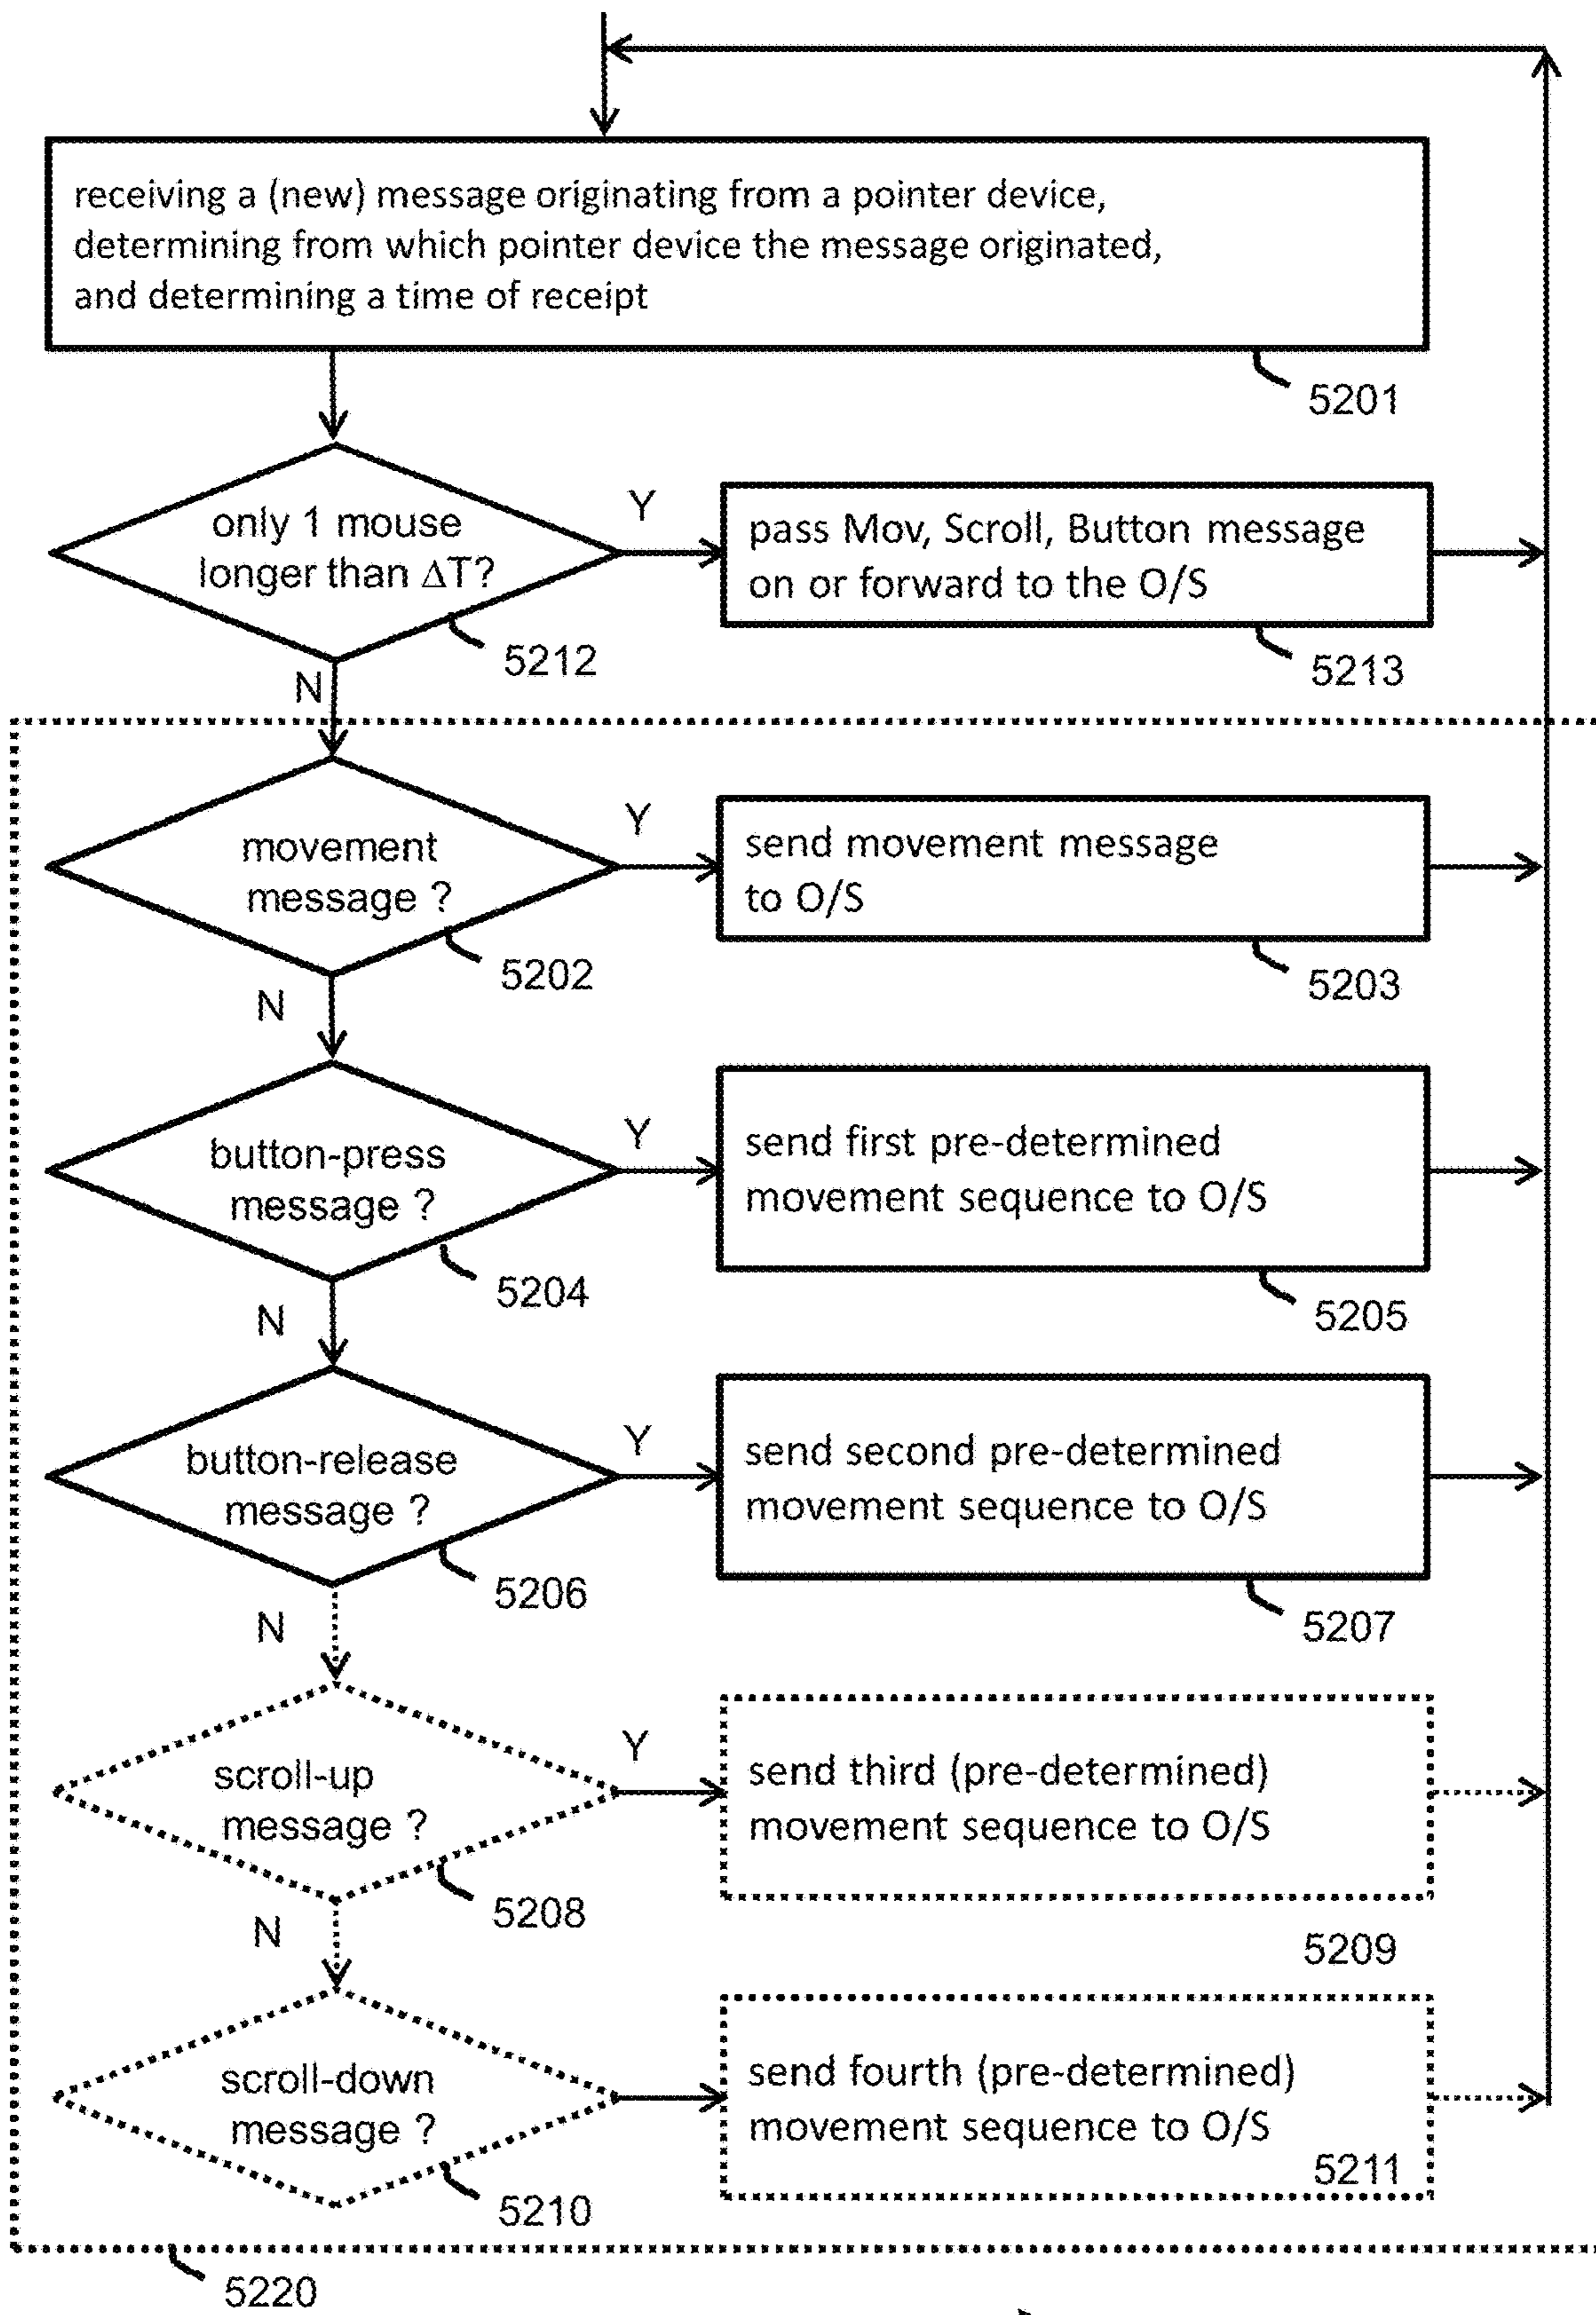 receiving a (new) message originating from a pointer device,
determining from which pointer device the message originated,
and determining a time of receipt
5201
only 1 mouse
longer than ΔT?
5212
Y
pass Mov, Scroll, Button message
on or forward to the O/S
5213
N
movement
message ?
5202
Y
send movement message
to O/S
5203
N
button-press
message ?
5204
Y
send first pre-determined
movement sequence to O/S
5205
N
button-release
message ?
5206
Y
send second pre-determined
movement sequence to O/S
5207
N
scroll-up
message ?
5208
Y
send third (pre-determined)
movement sequence to O/S
5209
N
scroll-down
message ?
5210
send fourth (pre-determined)
movement sequence to O/S
5211
5220